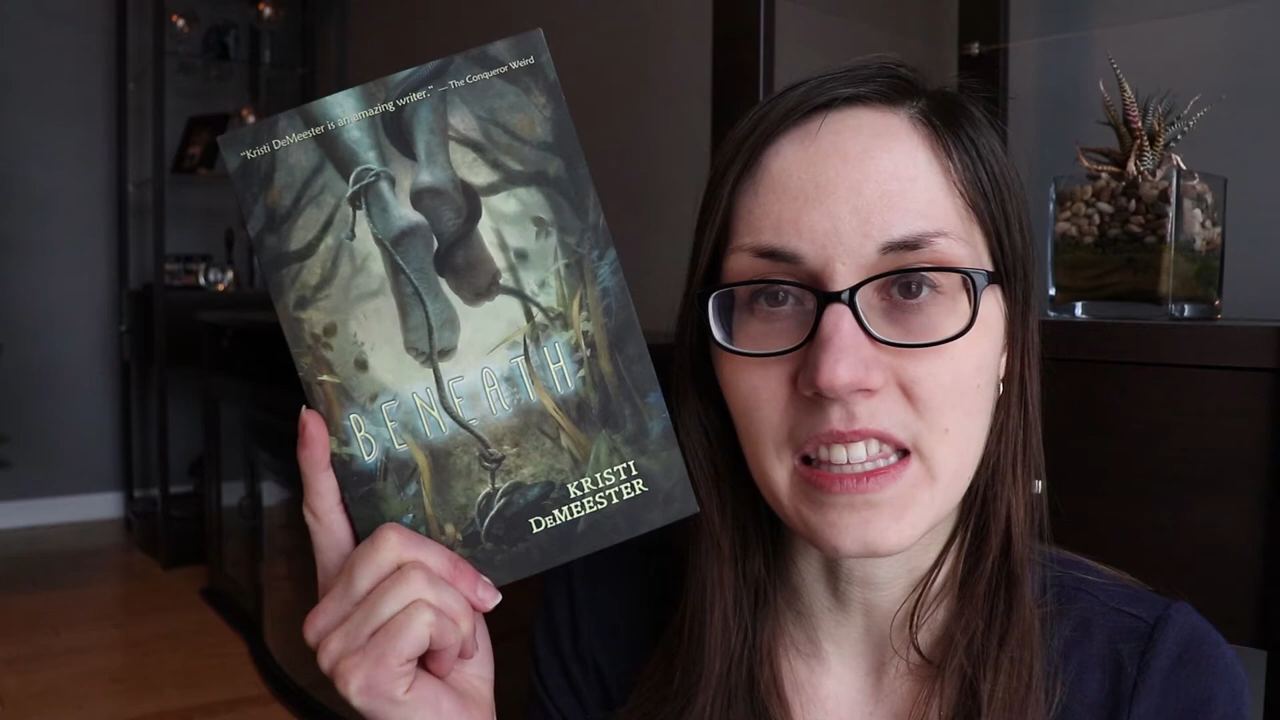 "Kristi DeMeester is an amazing writer." —The Conqueror Weird
BENEATH
KRISTI
DEMEESTER